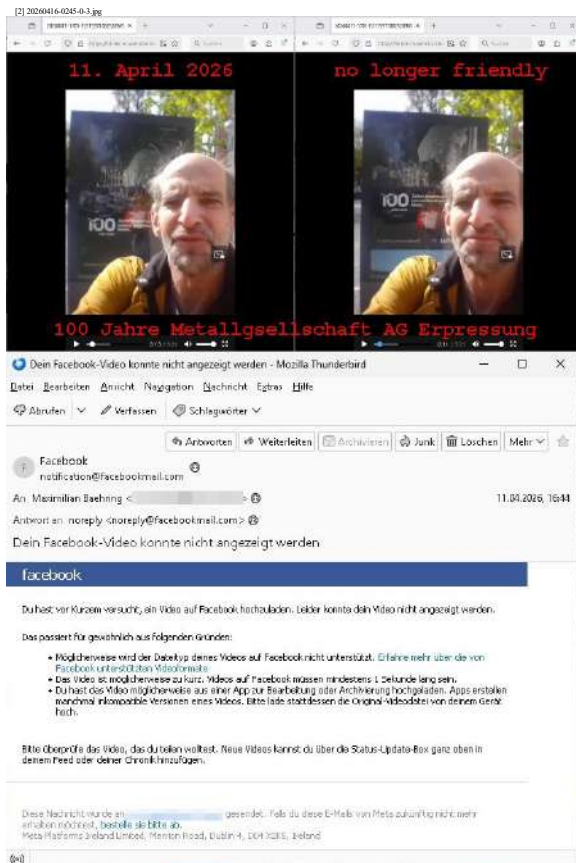 [2] 20260416-0245-0-3.jpg
11. April 2026
no longer friendly
100
100
100 Jahre Metallgsellschaft AG Erpressung
Dein Facebook-Video konnte nicht angezeigt werden - Mozilla Thunderbird
Datei Bearbeiten Ansicht Navigation Nachricht Extras Hilfe
Abrufen Verfassen Schlagwörter
Antworten Weiterleiten Archivieren Junk Löschen Mehr
Facebook
notification@facebookmail.com
An Maximilian Baehring <
> 11.04.2026, 16:44
Antwort an noreply <noreply@facebookmail.com>
Dein Facebook-Video konnte nicht angezeigt werden
facebook
Du hast vor Kurzem versucht, ein Video auf Facebook hochzuladen. Leider konnte dein Video nicht angezeigt werden.
Das passiert für gewöhnlich aus folgenden Gründen:
• Möglicherweise wird der Dateityp deines Videos auf Facebook nicht unterstützt. Erfahre mehr über die von
Facebook unterstützten Videoformate
• Das Video ist möglicherweise zu kurz. Videos auf Facebook müssen mindestens 1 Sekunde lang sein.
• Du hast das Video möglicherweise aus einer App zur Bearbeitung oder Archivierung hochgeladen. Apps erstellen
manchmal inkompatible Versionen eines Videos. Bitte lade stattdessen die Original-Videodatei von deinem Gerät
hoch.
Bitte überprüfe das Video, das du teilen wolltest. Neue Videos kannst du über die Status-Update-Box ganz oben in
deinem Feed oder deiner Chronik hinzufügen.
Diese Nachricht wurde an gesendet. Falls du diese E-Mails von Meta zukünftig nicht mehr
erhalten möchtest, bestelle sie bitte ab.
Meta Platforms Ireland Limited, Merrion Road, Dublin 4, D04 X2K5, Ireland